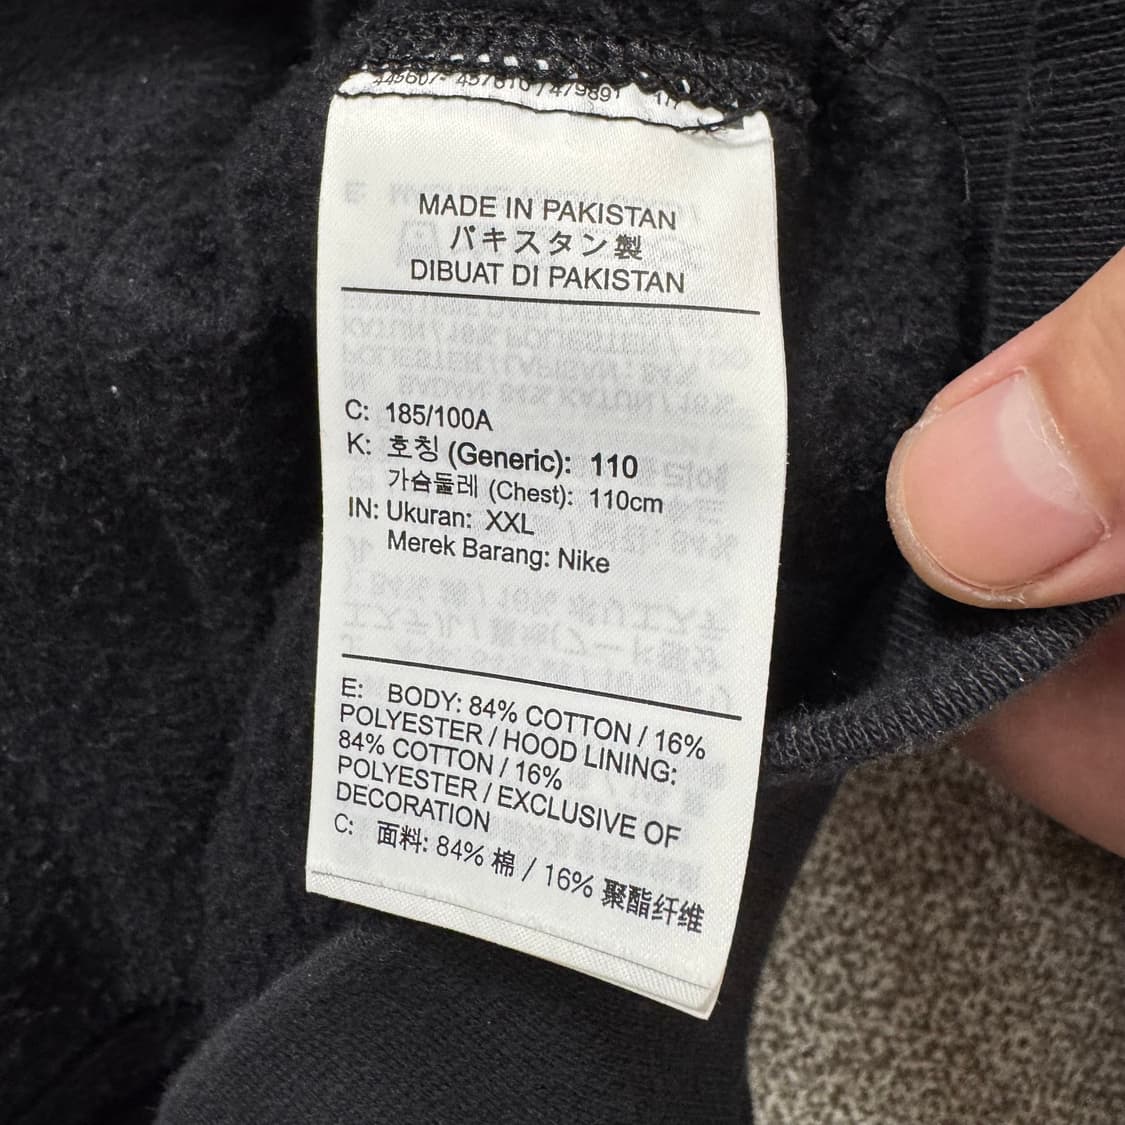 MADE IN PAKISTAN
パキスタン製
DIBUAT DI PAKISTAN
C: 185/100A
K: 호칭 (Generic): 110
가슴둘레 (Chest): 110cm
IN: Ukuran: XXL
Merek Barang: Nike
E: BODY: 84% COTTON / 16%
POLYESTER / HOOD LINING:
84% COTTON / 16%
POLYESTER / EXCLUSIVE OF
DECORATION
C: 面料: 84% 棉 / 16% 聚酯纤维